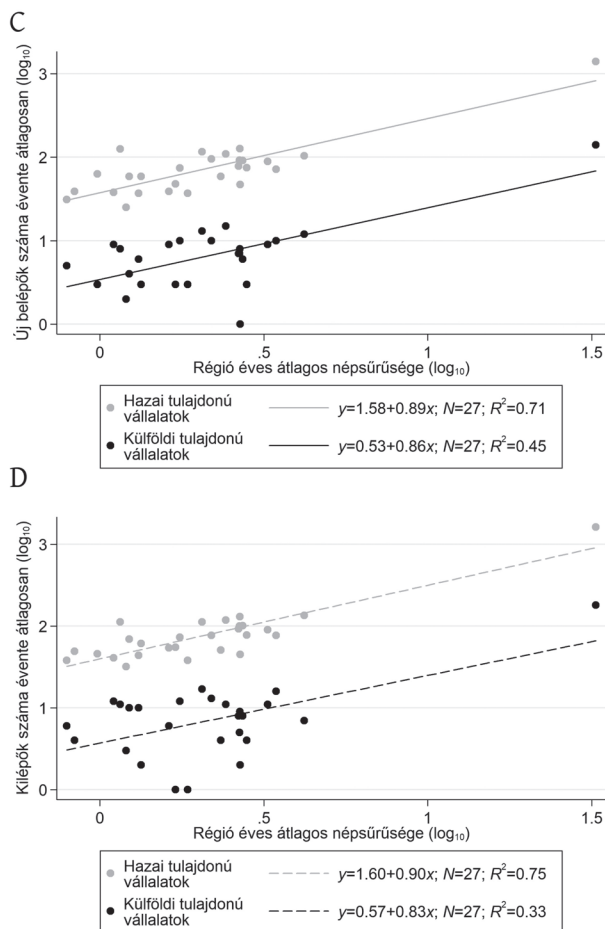 C
Új belépők száma évente átlagosan (log₁₀)
3
2
1
0
0
.5
1
1.5
Régió éves átlagos népsűrűsége (log₁₀)
Hazai tulajdonú
vállalatok
y=1.58+0.89x; N=27; R²=0.71
Külföldi tulajdonú
vállalatok
y=0.53+0.86x; N=27; R²=0.45
D
Kilépők száma évente átlagosan (log₁₀)
3
2
1
0
0
.5
1
1.5
Régió éves átlagos népsűrűsége (log₁₀)
Hazai tulajdonú
vállalatok
y=1.60+0.90x; N=27; R²=0.75
Külföldi tulajdonú
vállalatok
y=0.57+0.83x; N=27; R²=0.33